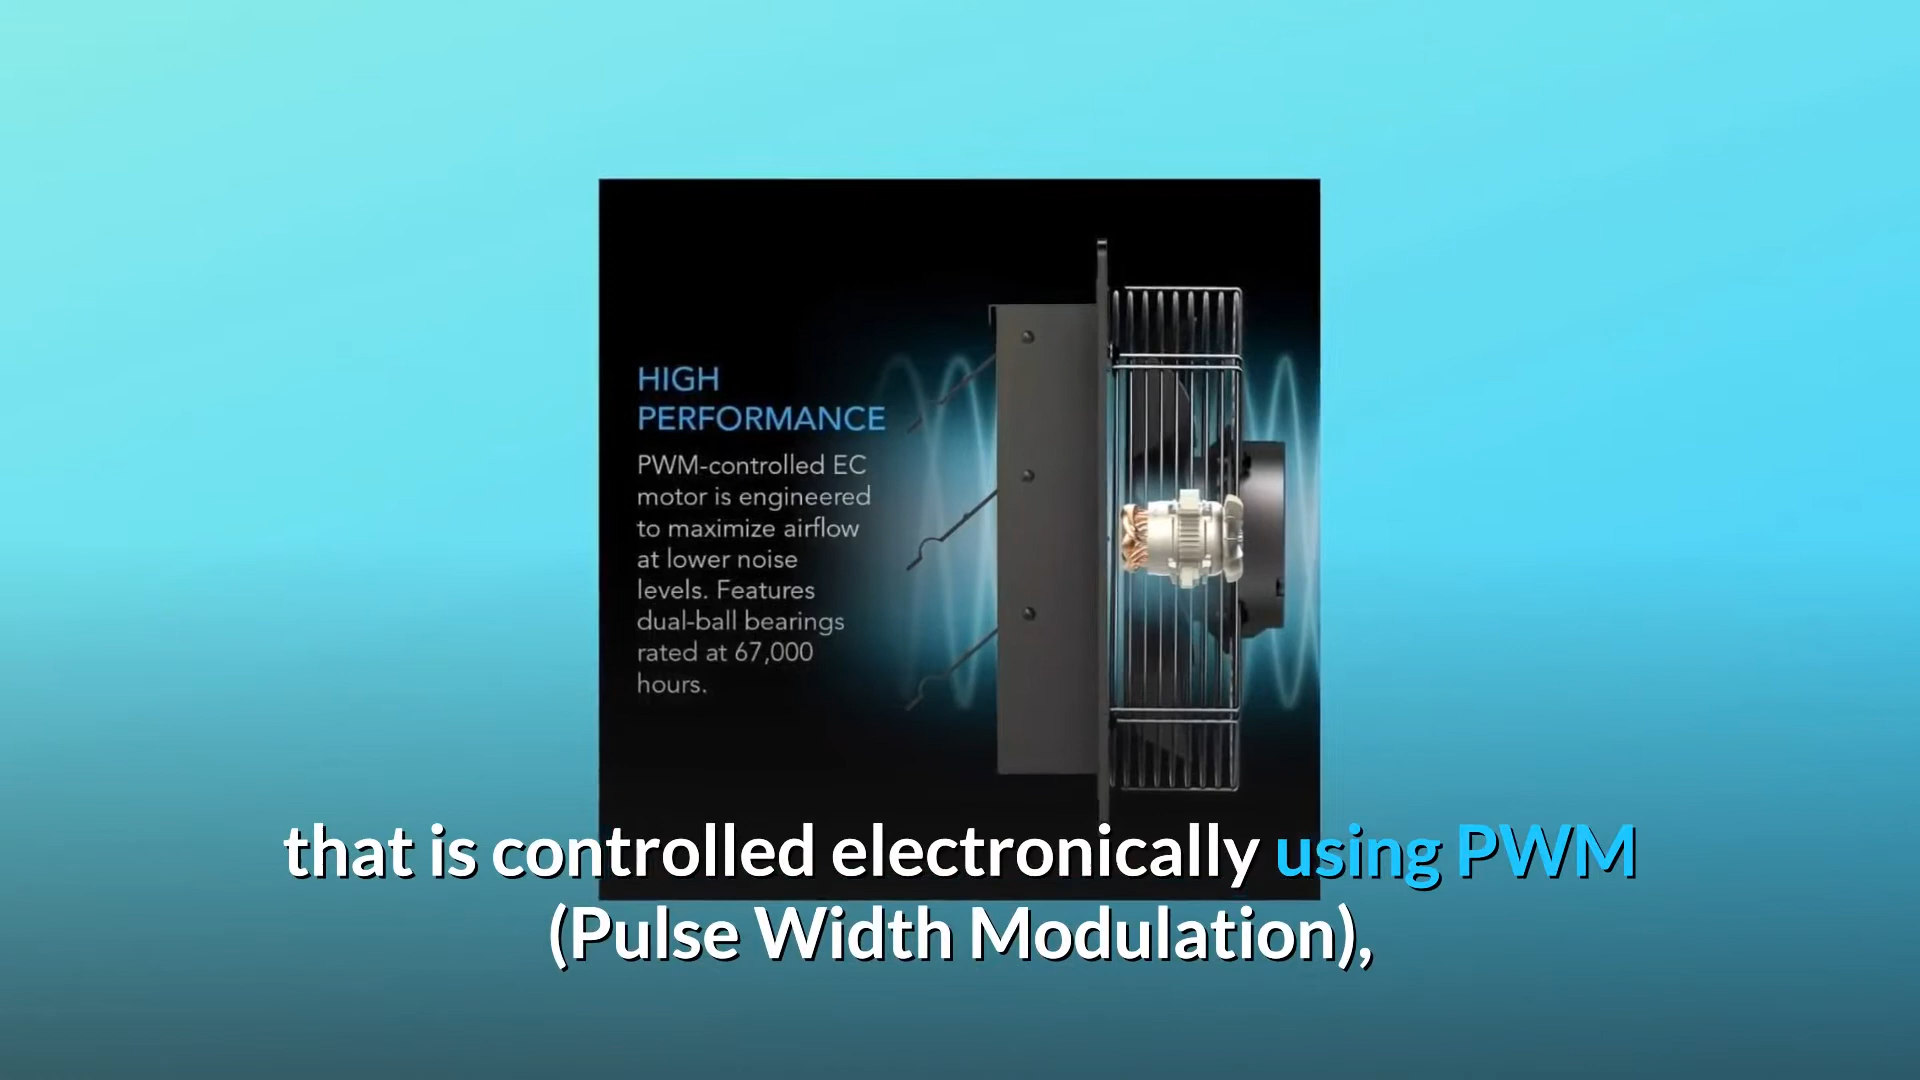 HIGH
PERFORMANCE
PWM-controlled EC
motor is engineered
to maximize airflow
at lower noise
levels. Features
dual-ball bearings
rated at 67,000
hours.
that is controlled electronically using PWM
(Pulse Width Modulation),